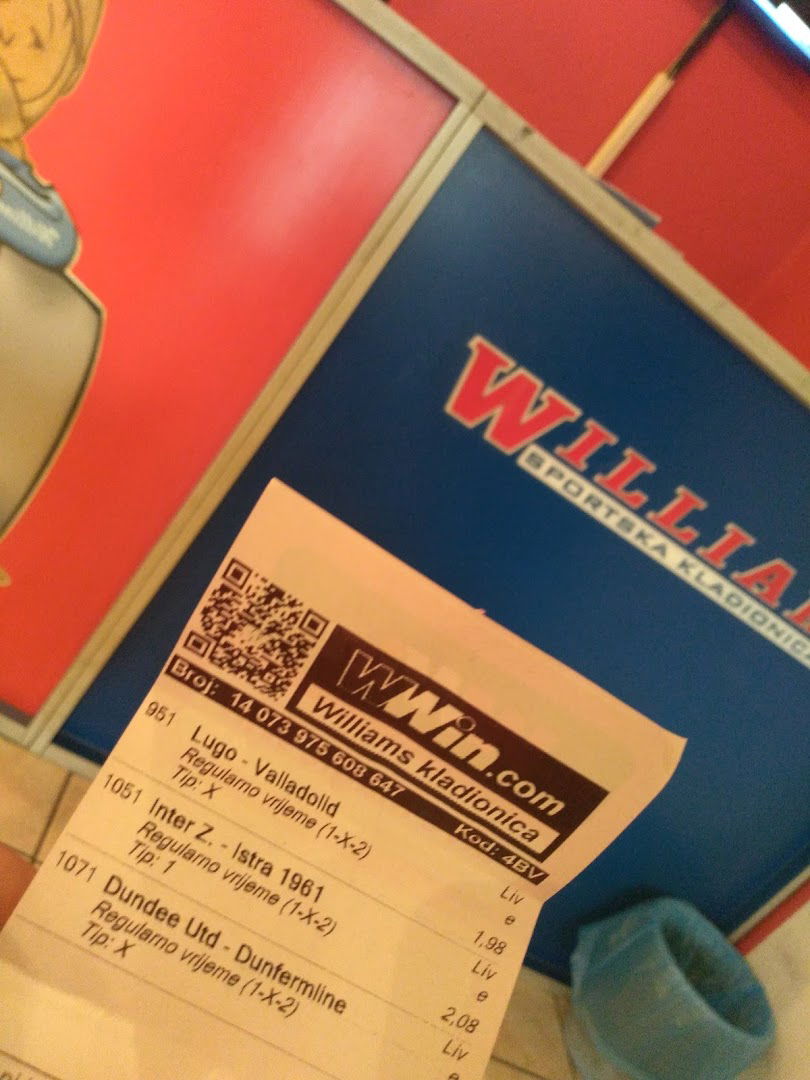 WILLIA
SPORTSKA KLADIONICA
WWin.com
Williams kladionica
Broj: 14 073 975 608 647 Kod: 4BV
951 Lugo - Valladolid Liv
Regularno vrijeme (1-X-2) e
Tip: X 1,98
1051 Inter Z. - Istra 1961 Liv
Regularno vrijeme (1-X-2) e
Tip: 1 2,08
1071 Dundee Utd - Dunfermline Liv
Regularno vrijeme (1-X-2) e
Tip: X